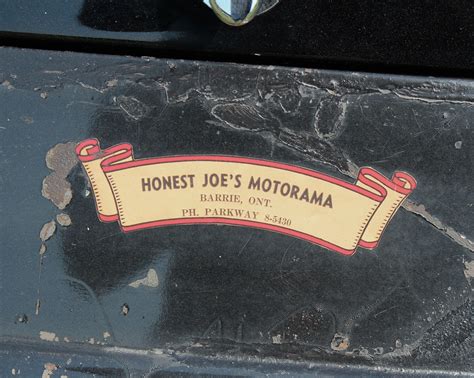 HONEST JOE'S MOTORAMA
BARRIE, ONT.
PH. PARKWAY 8-5430